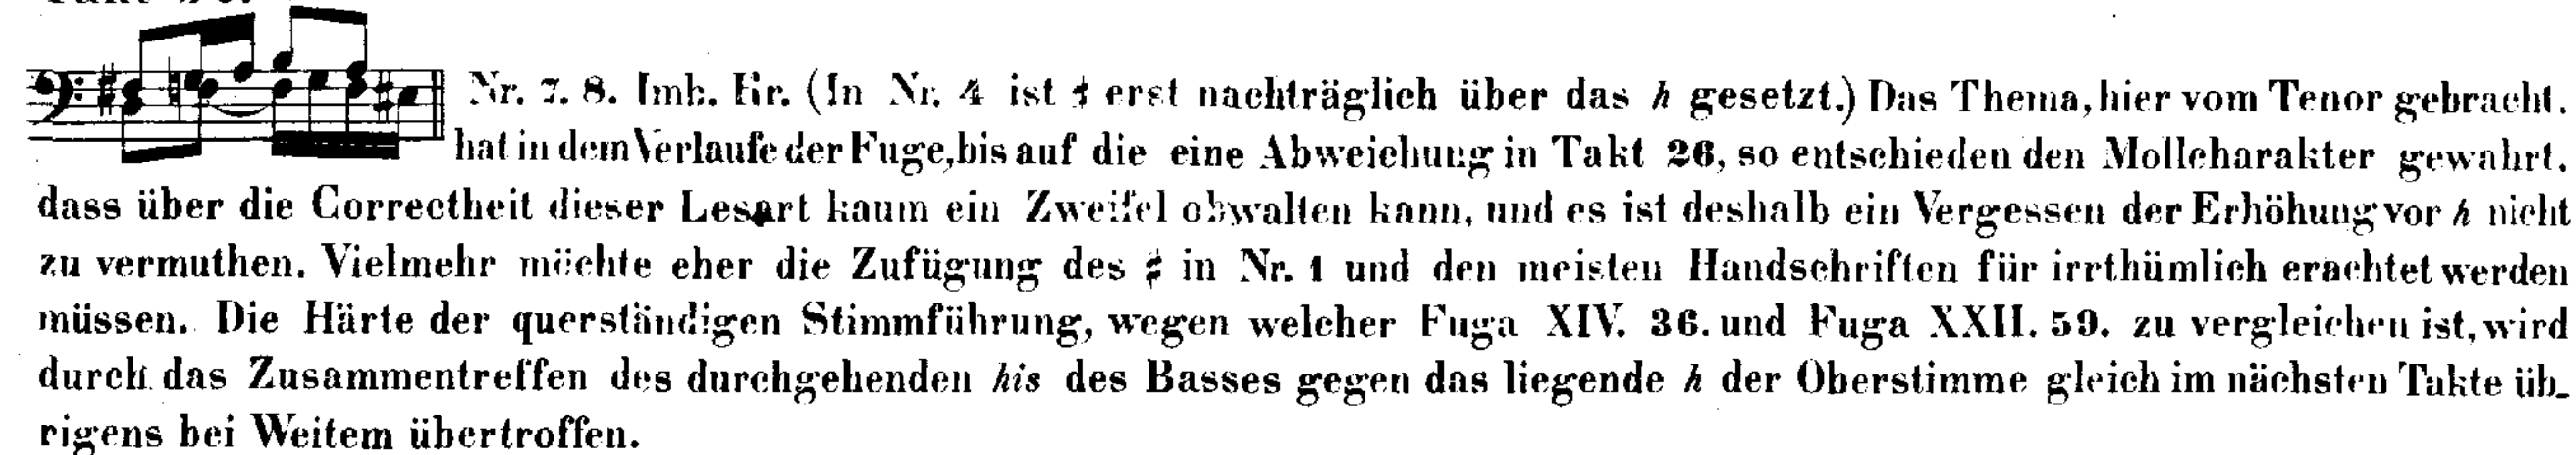 Nr. 7. 8. Imb. Kr. (In Nr. 4 ist ♯ erst nachträglich über das h gesetzt.) Das Thema, hier vom Tenor gebracht.
hat in dem Verlaufe der Fuge, bis auf die eine Abweichung in Takt 26, so entschieden den Mollcharakter gewahrt.
dass über die Correctheit dieser Lesart kaum ein Zweifel obwalten kann, und es ist deshalb ein Vergessen der Erhöhung vor h nicht
zu vermuthen. Vielmehr möchte eher die Zufügung des ♯ in Nr. 1 und den meisten Handschriften für irrthümlich erachtet werden
müssen. Die Härte der querständigen Stimmführung, wegen welcher Fuga XIV. 36. und Fuga XXII. 59. zu vergleichen ist, wird
durch das Zusammentreffen des durchgehenden his des Basses gegen das liegende h der Oberstimme gleich im nächsten Takte üb-
rigens bei Weitem übertroffen.